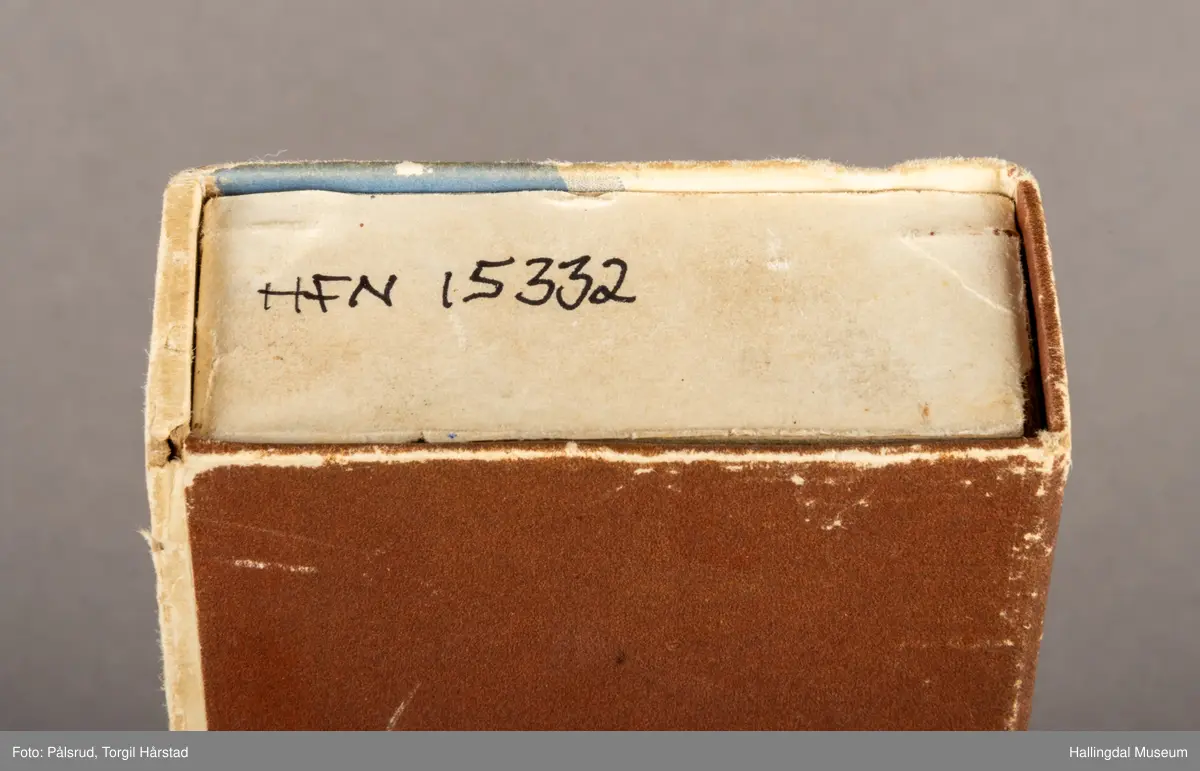 HFN 15332
Foto: Pålsrud, Torgil Hårstad
Hallingdal Museum